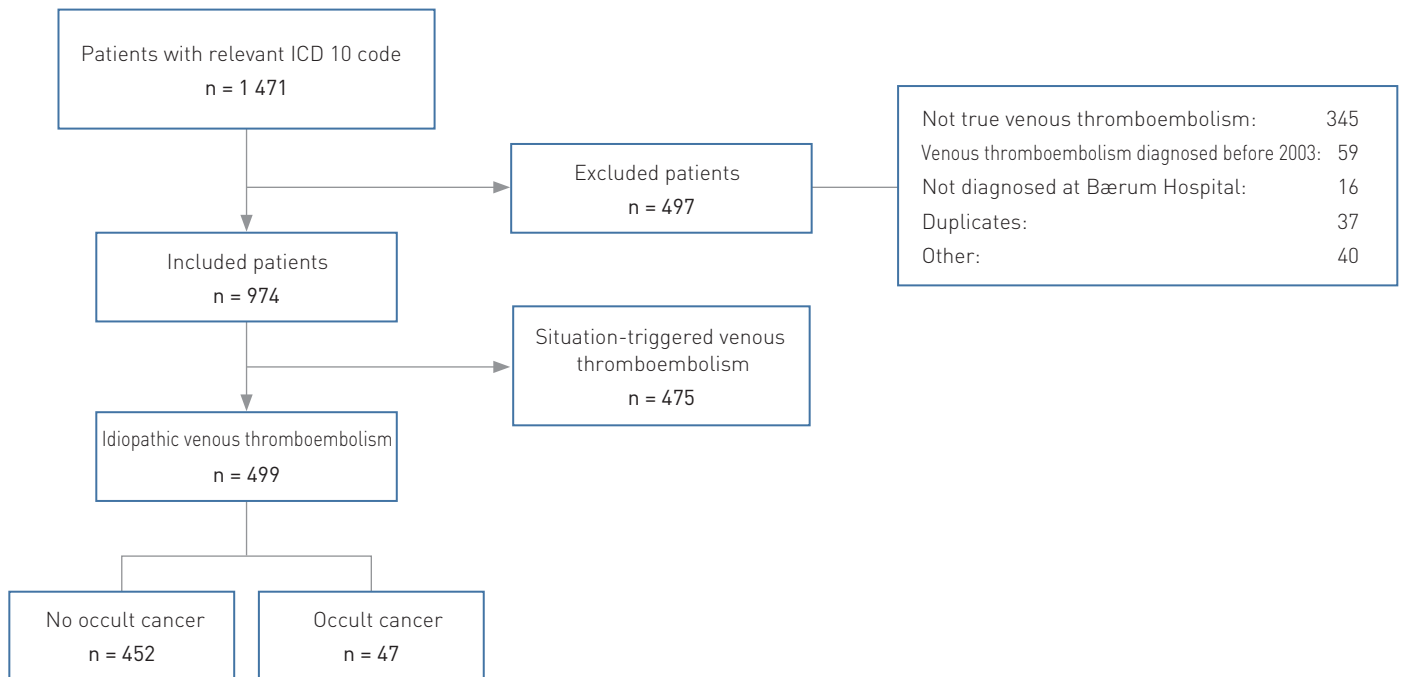 Patients with relevant ICD 10 code
n = 1 471
Excluded patients
n = 497
Not true venous thromboembolism: 345
Venous thromboembolism diagnosed before 2003: 59
Not diagnosed at Bærum Hospital: 16
Duplicates: 37
Other: 40
Included patients
n = 974
Situation-triggered venous
thromboembolism
n = 475
Idiopathic venous thromboembolism
n = 499
No occult cancer
n = 452
Occult cancer
n = 47